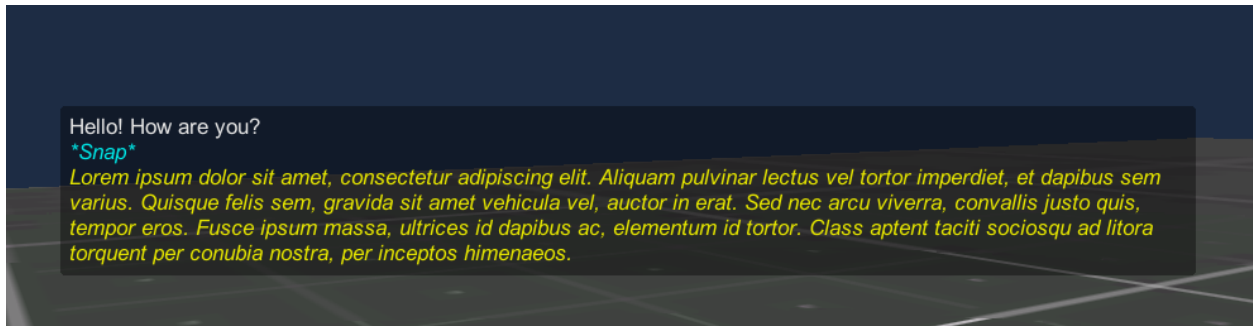 Hello! How are you?
*Snap*
Lorem ipsum dolor sit amet, consectetur adipiscing elit. Aliquam pulvinar lectus vel tortor imperdiet, et dapibus sem
varius. Quisque felis sem, gravida sit amet vehicula vel, auctor in erat. Sed nec arcu viverra, convallis justo quis,
tempor eros. Fusce ipsum massa, ultrices id dapibus ac, elementum id tortor. Class aptent taciti sociosqu ad litora
torquent per conubia nostra, per inceptos himenaeos.